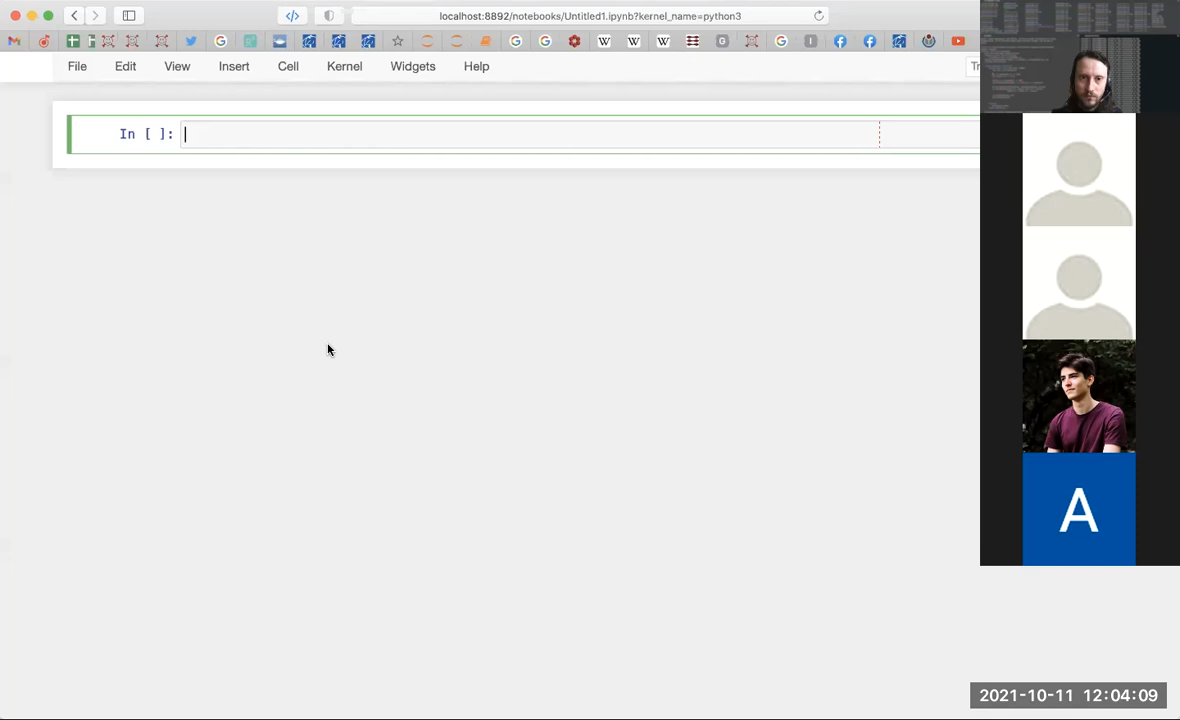 localhost:8892/notebooks/Untitled1.ipynb?kernel_name=python3
File Edit View Insert Cell Kernel Widgets Help
In [ ]:
A
2021-10-11 12:04:09